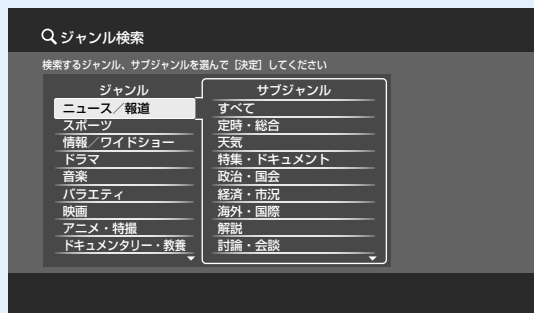 ジャンル検索
検索するジャンル、サブジャンルを選んで［決定］してください
ジャンル
ニュース／報道
スポーツ
情報／ワイドショー
ドラマ
音楽
バラエティ
映画
アニメ・特撮
ドキュメンタリー・教養
サブジャンル
すべて
定時・総合
天気
特集・ドキュメント
政治・国会
経済・市況
海外・国際
解説
討論・会談